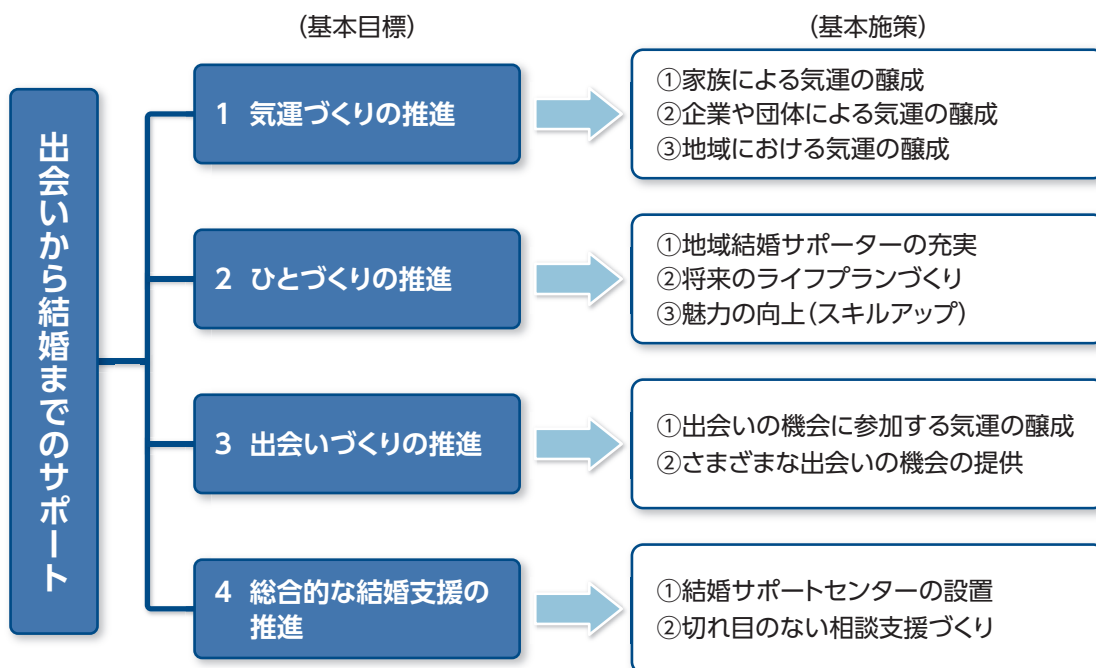 (基本目標)
(基本施策)
出会いから結婚までのサポート
1 気運づくりの推進
①家族による気運の醸成
②企業や団体による気運の醸成
③地域における気運の醸成
2 ひとづくりの推進
①地域結婚サポーターの充実
②将来のライフプランづくり
③魅力の向上(スキルアップ)
3 出会いづくりの推進
①出会いの機会に参加する気運の醸成
②さまざまな出会いの機会の提供
4 総合的な結婚支援の
推進
①結婚サポートセンターの設置
②切れ目のない相談支援づくり